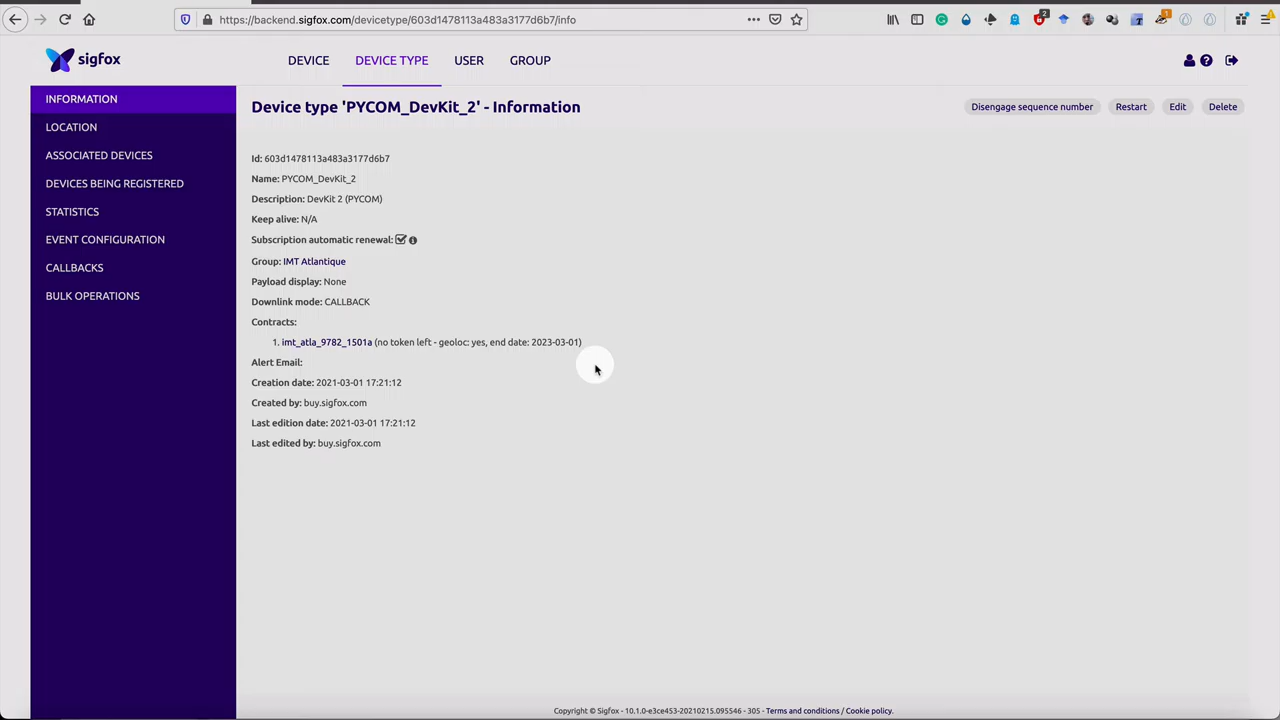 https://backend.sigfox.com/devicetype/603d1478113a483a3177d6b7/info
2
1
sigfox
DEVICE
DEVICE TYPE
USER
GROUP
INFORMATION
LOCATION
ASSOCIATED DEVICES
DEVICES BEING REGISTERED
STATISTICS
EVENT CONFIGURATION
CALLBACKS
BULK OPERATIONS
Device type 'PYCOM_DevKit_2' - Information
Disengage sequence number
Restart
Edit
Delete
Id: 603d1478113a483a3177d6b7
Name: PYCOM_DevKit_2
Description: DevKit 2 (PYCOM)
Keep alive: N/A
Subscription automatic renewal:
Group: IMT Atlantique
Payload display: None
Downlink mode: CALLBACK
Contracts:
1. imt_atla_9782_1501a (no token left - geoloc: yes, end date: 2023-03-01)
Alert Email:
Creation date: 2021-03-01 17:21:12
Created by: buy.sigfox.com
Last edition date: 2021-03-01 17:21:12
Last edited by: buy.sigfox.com
Copyright © Sigfox - 10.1.0-e3ce453-20210215.095546 - 305 - Terms and conditions / Cookie policy.